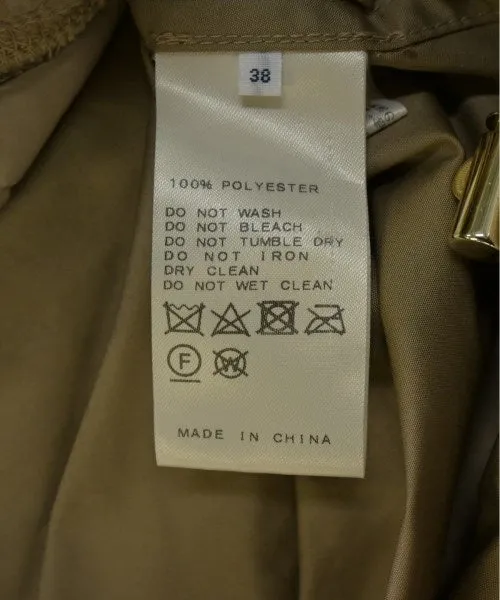 38
100% POLYESTER
DO NOT WASH
DO NOT BLEACH
DO NOT TUMBLE DRY
DO NOT IRON
DRY CLEAN
DO NOT WET CLEAN
F W
MADE IN CHINA